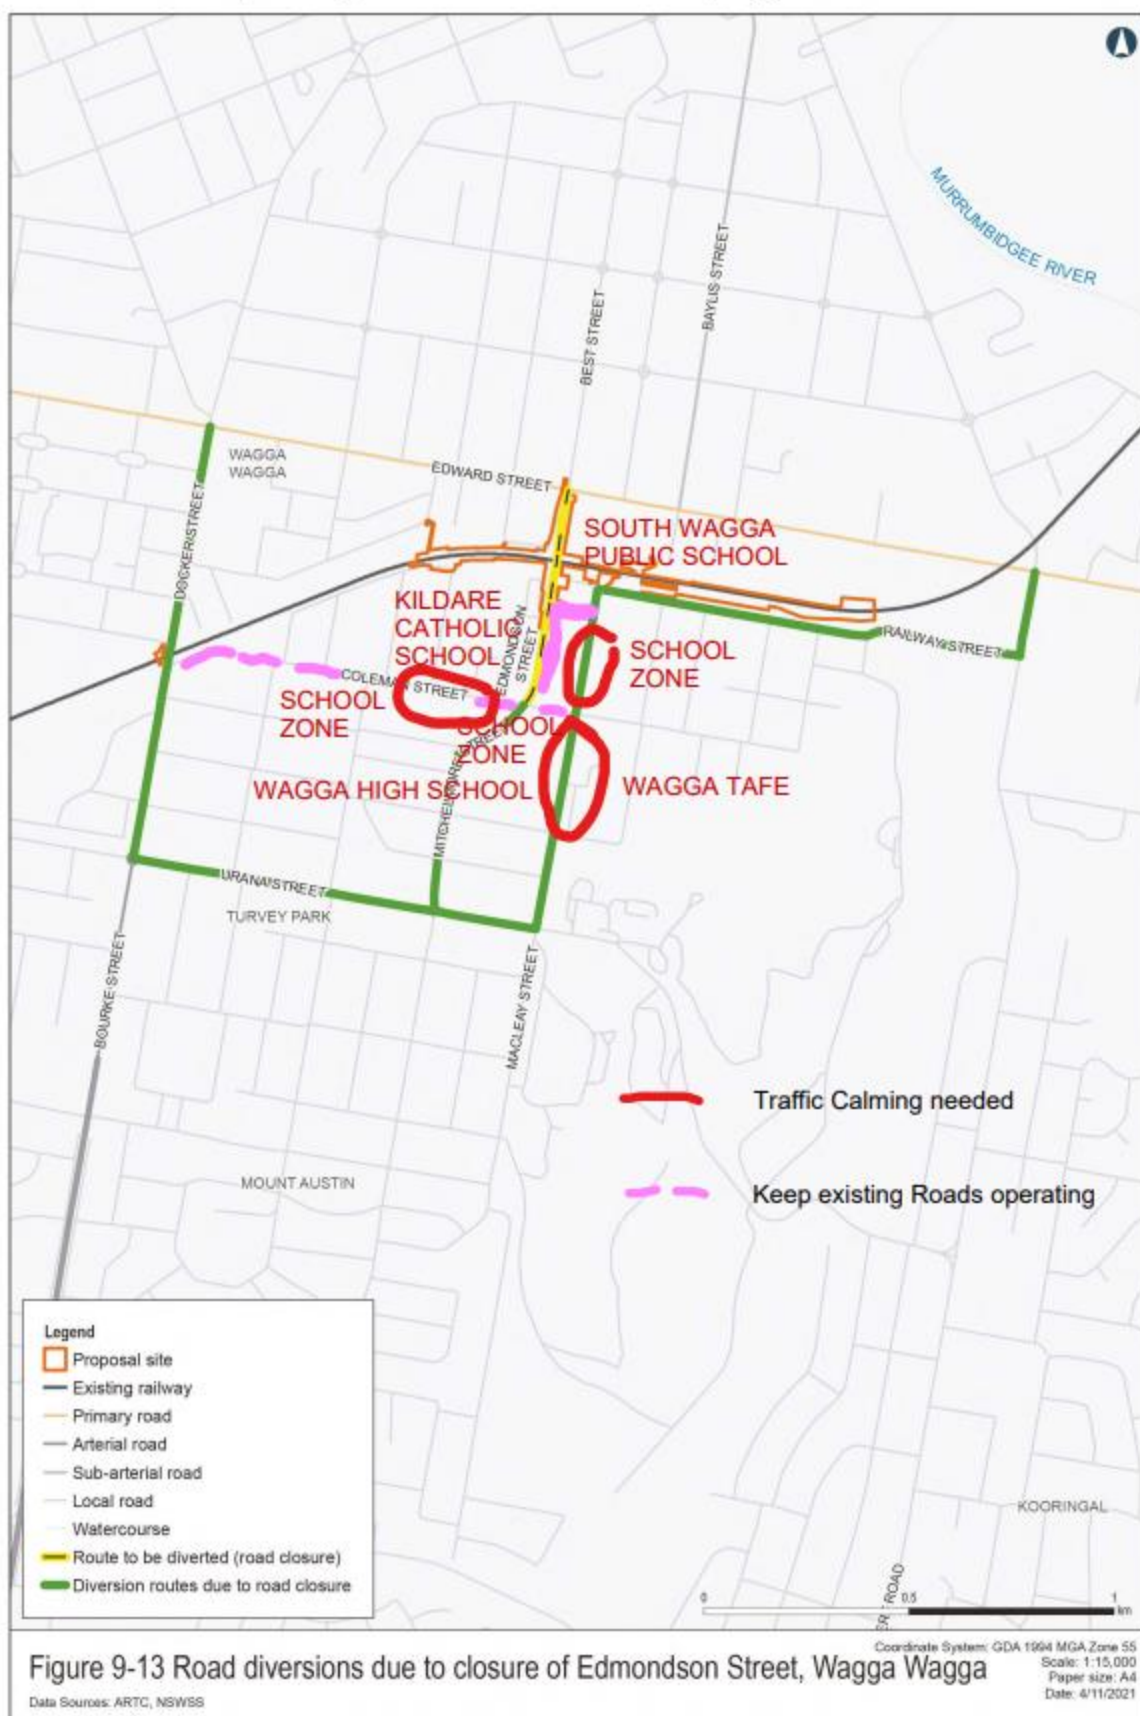 MURRUMBIDGEE RIVER
BAYLIS STREET
BEST STREET
WAGGA
WAGGA
EDWARD STREET
DOCKER STREET
SOUTH WAGGA
PUBLIC SCHOOL
KILDARE
CATHOLIC
SCHOOL
EDMONDSON
STREET
RAILWAY STREET
SCHOOL
ZONE
COLEMAN STREET
SCHOOL
ZONE
SCHOOL
ZONE
WAGGA HIGH SCHOOL
WAGGA TAFE
URANA STREET
TURVEY PARK
BOURKE STREET
MACLEAY STREET
Traffic Calming needed
MOUNT AUSTIN
Keep existing Roads operating
Legend
Proposal site
Existing railway
Primary road
Arterial road
Sub-arterial road
Local road
Watercourse
Route to be diverted (road closure)
Diversion routes due to road closure
KOORINGAL
ROAD
0 0.5 1
km
Figure 9-13 Road diversions due to closure of Edmondson Street, Wagga Wagga
Data Sources: ARTC, NSWSS
Coordinate System: GDA 1994 MGA Zone 55
Scale: 1:15,000
Paper size: A4
Date: 4/11/2021